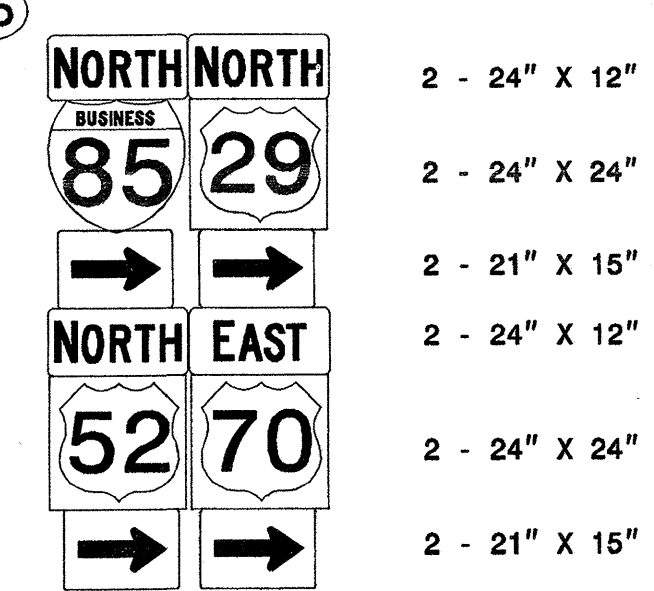 NORTH NORTH 2 - 24" X 12"
BUSINESS
85 29 2 - 24" X 24"
2 - 21" X 15"
NORTH EAST 2 - 24" X 12"
52 70 2 - 24" X 24"
2 - 21" X 15"